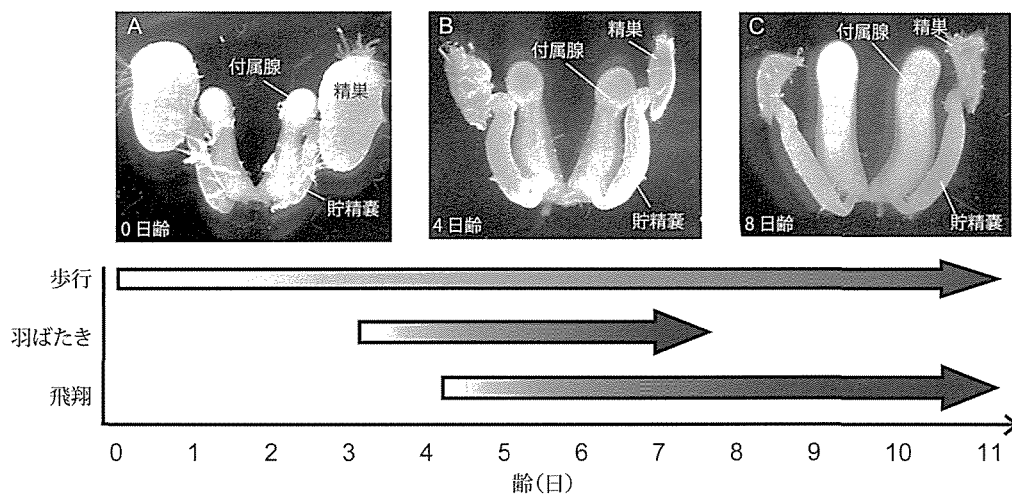 A
付属腺
精巣
貯精嚢
0 日齢
B
精巣
付属腺
貯精嚢
4 日齢
C
付属腺
精巣
貯精嚢
8 日齢
歩行
羽ばたき
飛翔
0 1 2 3 4 5 6 7 8 9 10 11
齢(日)